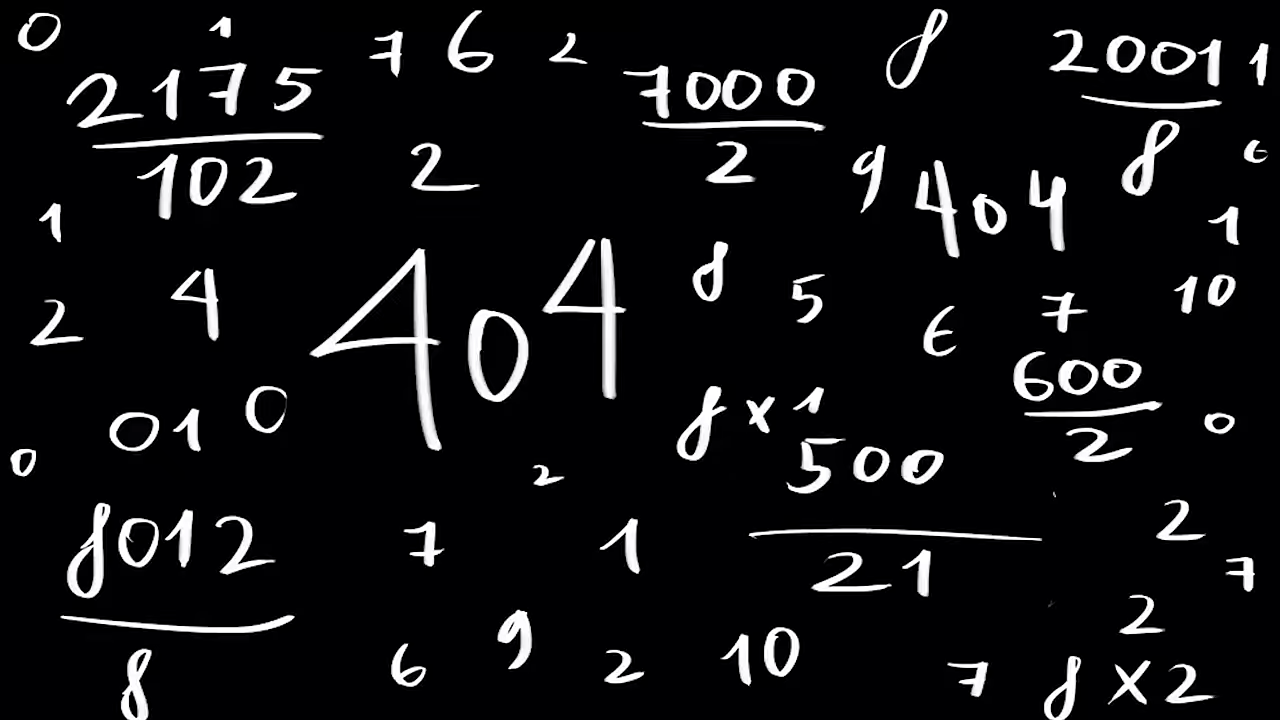 0 1 7 6 2 8 20011 1
2175 7000
102 2 2 8
9 404 6
1 1
2 4 404 8 5 6 7 10
600
2 0
0 010 0 8 x 1
500
21
2
8012 7 1 2
8 7
6 9 2 10 7 2
8 x 2